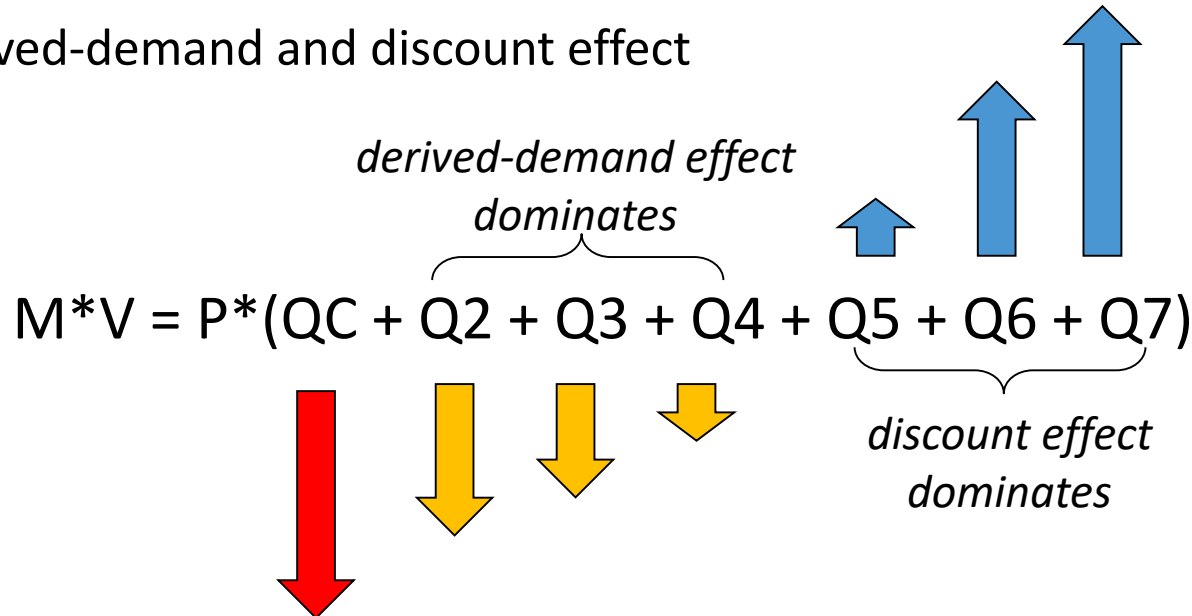 ved-demand and discount effect
derived-demand effect
dominates
M*V = P*(QC + Q2 + Q3 + Q4 + Q5 + Q6 + Q7)
discount effect
dominates